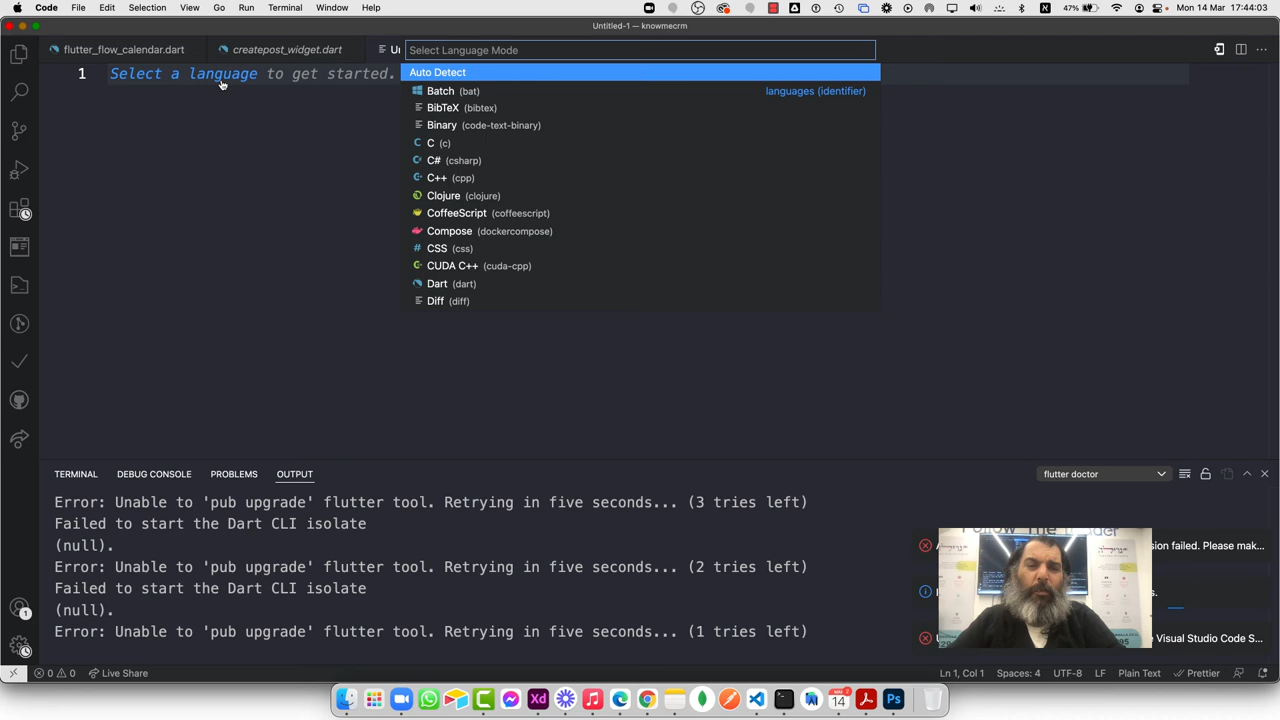 Code File Edit Selection View Go Run Terminal Window Help 47% Mon 14 Mar 17:44:03
Untitled-1 — knowmecrm
flutter_flow_calendar.dart createpost_widget.dart Un
Select Language Mode
1 Select a language to get started.
Auto Detect
Batch (bat) languages (identifier)
BibTeX (bibtex)
Binary (code-text-binary)
C (c)
C# (csharp)
C++ (cpp)
Clojure (clojure)
CoffeeScript (coffeescript)
Compose (dockercompose)
CSS (css)
CUDA C++ (cuda-cpp)
Dart (dart)
Diff (diff)
TERMINAL DEBUG CONSOLE PROBLEMS OUTPUT flutter doctor
Error: Unable to 'pub upgrade' flutter tool. Retrying in five seconds... (3 tries left)
Failed to start the Dart CLI isolate
(null).
Error: Unable to 'pub upgrade' flutter tool. Retrying in five seconds... (2 tries left)
Failed to start the Dart CLI isolate
(null).
Error: Unable to 'pub upgrade' flutter tool. Retrying in five seconds... (1 tries left)
sion failed. Please mak...
s.
e Visual Studio Code S...
0 0 Live Share Ln 1, Col 1 Spaces: 4 UTF-8 LF Plain Text Prettier